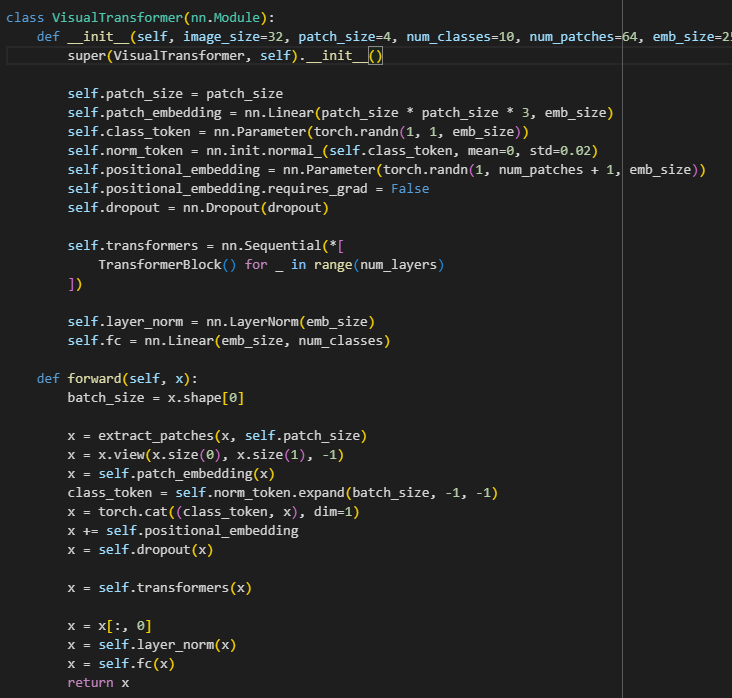 class VisualTransformer(nn.Module):
    def __init__(self, image_size=32, patch_size=4, num_classes=10, num_patches=64, emb_size=25
        super(VisualTransformer, self).__init__()

        self.patch_size = patch_size
        self.patch_embedding = nn.Linear(patch_size * patch_size * 3, emb_size)
        self.class_token = nn.Parameter(torch.randn(1, 1, emb_size))
        self.norm_token = nn.init.normal_(self.class_token, mean=0, std=0.02)
        self.positional_embedding = nn.Parameter(torch.randn(1, num_patches + 1, emb_size))
        self.positional_embedding.requires_grad = False
        self.dropout = nn.Dropout(dropout)

        self.transformers = nn.Sequential(*[
            TransformerBlock() for _ in range(num_layers)
        ])

        self.layer_norm = nn.LayerNorm(emb_size)
        self.fc = nn.Linear(emb_size, num_classes)

    def forward(self, x):
        batch_size = x.shape[0]

        x = extract_patches(x, self.patch_size)
        x = x.view(x.size(0), x.size(1), -1)
        x = self.patch_embedding(x)
        class_token = self.norm_token.expand(batch_size, -1, -1)
        x = torch.cat((class_token, x), dim=1)
        x += self.positional_embedding
        x = self.dropout(x)

        x = self.transformers(x)

        x = x[:, 0]
        x = self.layer_norm(x)
        x = self.fc(x)
        return x